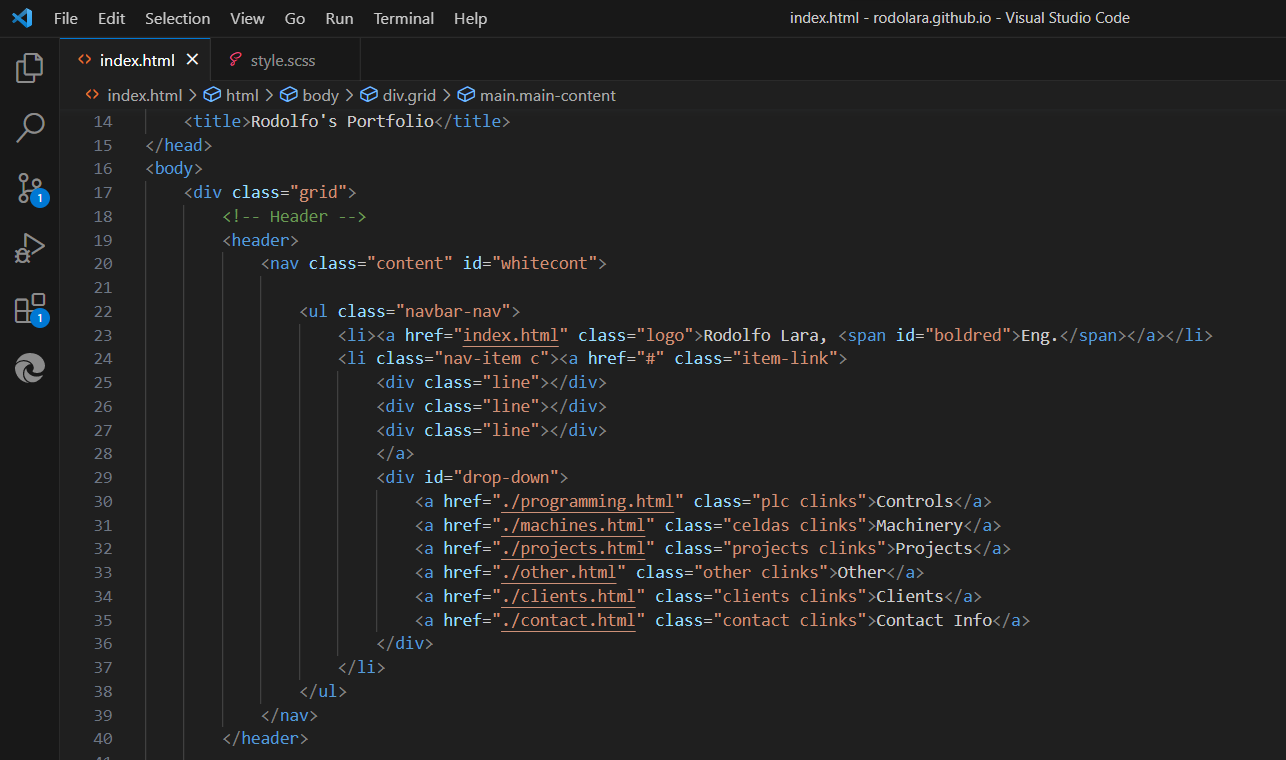 File Edit Selection View Go Run Terminal Help index.html - rodolara.github.io - Visual Studio Code
index.html style.scss
index.html > html > body > div.grid > main.main-content
14 <title>Rodolfo's Portfolio</title>
15 </head>
16 <body>
17 <div class="grid">
18 <!-- Header -->
19 <header>
20 <nav class="content" id="whitecont">
21
22 <ul class="navbar-nav">
23 <li><a href="index.html" class="logo">Rodolfo Lara, <span id="boldred">Eng.</span></a></li>
24 <li class="nav-item c"><a href="#" class="item-link">
25 <div class="line"></div>
26 <div class="line"></div>
27 <div class="line"></div>
28 </a>
29 <div id="drop-down">
30 <a href="./programming.html" class="plc clinks">Controls</a>
31 <a href="./machines.html" class="celdas clinks">Machinery</a>
32 <a href="./projects.html" class="projects clinks">Projects</a>
33 <a href="./other.html" class="other clinks">Other</a>
34 <a href="./clients.html" class="clients clinks">Clients</a>
35 <a href="./contact.html" class="contact clinks">Contact Info</a>
36 </div>
37 </li>
38 </ul>
39 </nav>
40 </header>
1
1